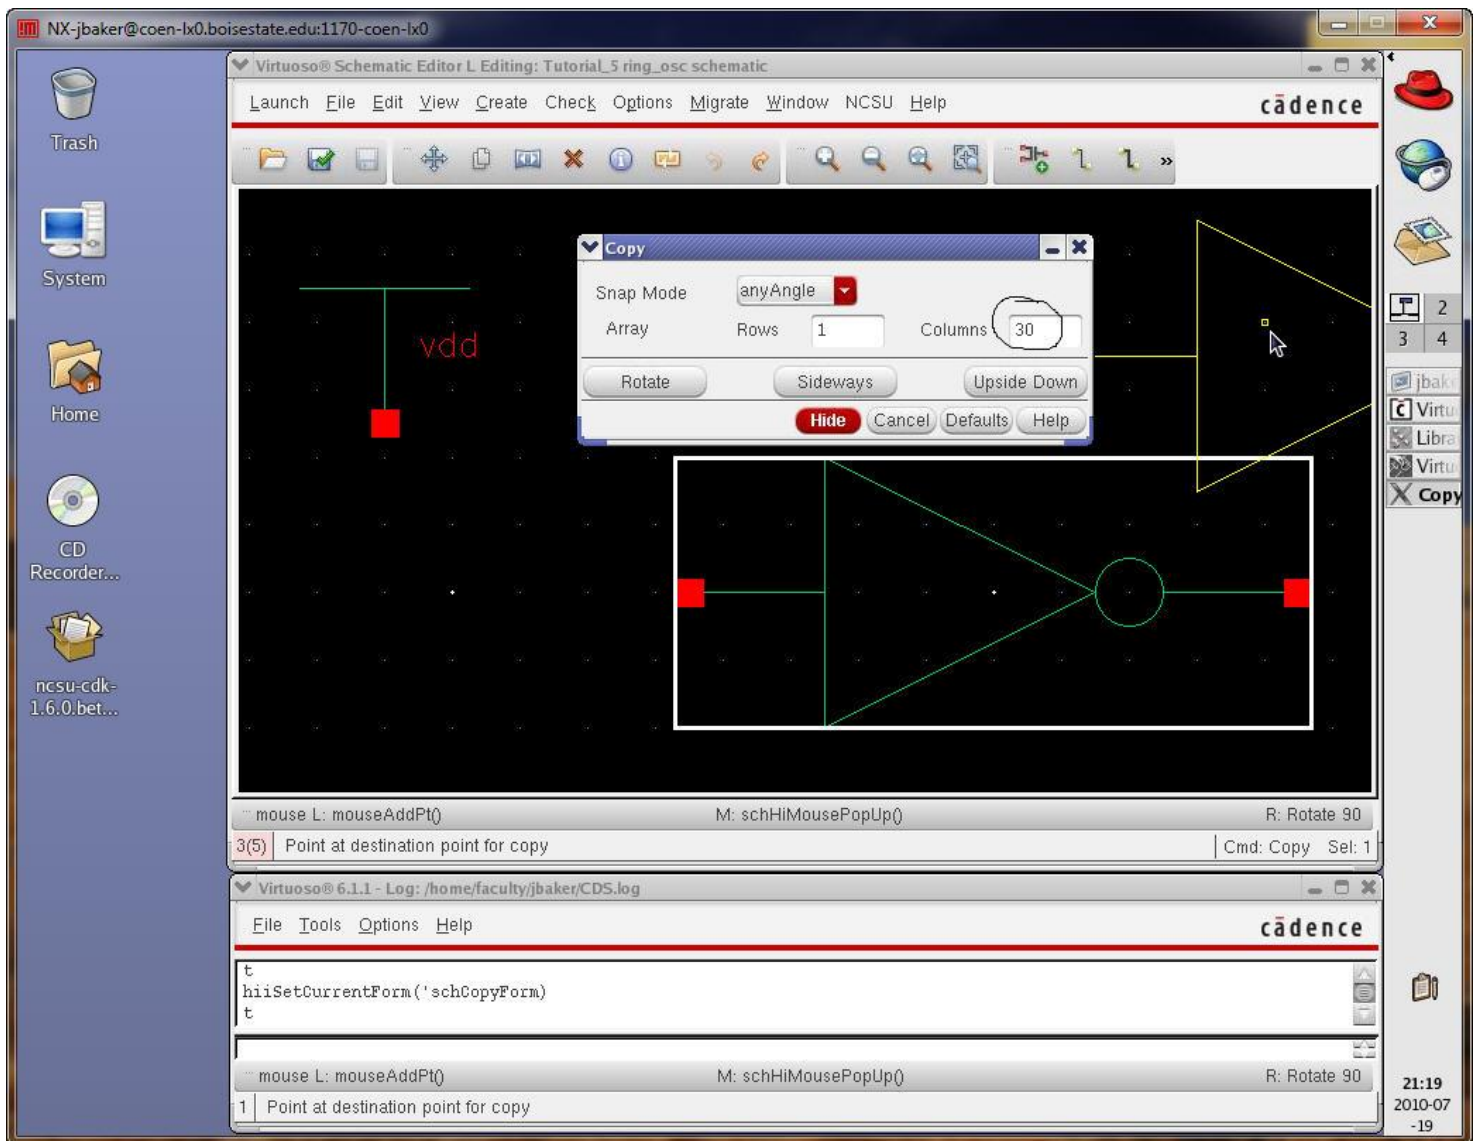 NX-jbaker@coen-lx0.boisestate.edu:1170-coen-lx0
Trash
System
Home
CD
Recorder...
ncsu-cdk-
1.6.0.bet...
Virtuoso® Schematic Editor L Editing: Tutorial_5 ring_osc schematic
Launch File Edit View Create Check Options Migrate Window NCSU Help cādence
»
vdd
Copy
Snap Mode anyAngle
Array Rows 1 Columns 30
Rotate Sideways Upside Down
Hide Cancel Defaults Help
mouse L: mouseAddPt() M: schHiMousePopUp() R: Rotate 90
3(5) Point at destination point for copy Cmd: Copy Sel: 1
Virtuoso® 6.1.1 - Log: /home/faculty/jbaker/CDS.log
File Tools Options Help cādence
t
hiiSetCurrentForm('schCopyForm)
t
mouse L: mouseAddPt() M: schHiMousePopUp() R: Rotate 90
1 Point at destination point for copy
2
3 4
jbake
Virtu
Libra
Virtu
Copy
21:19
2010-07
-19